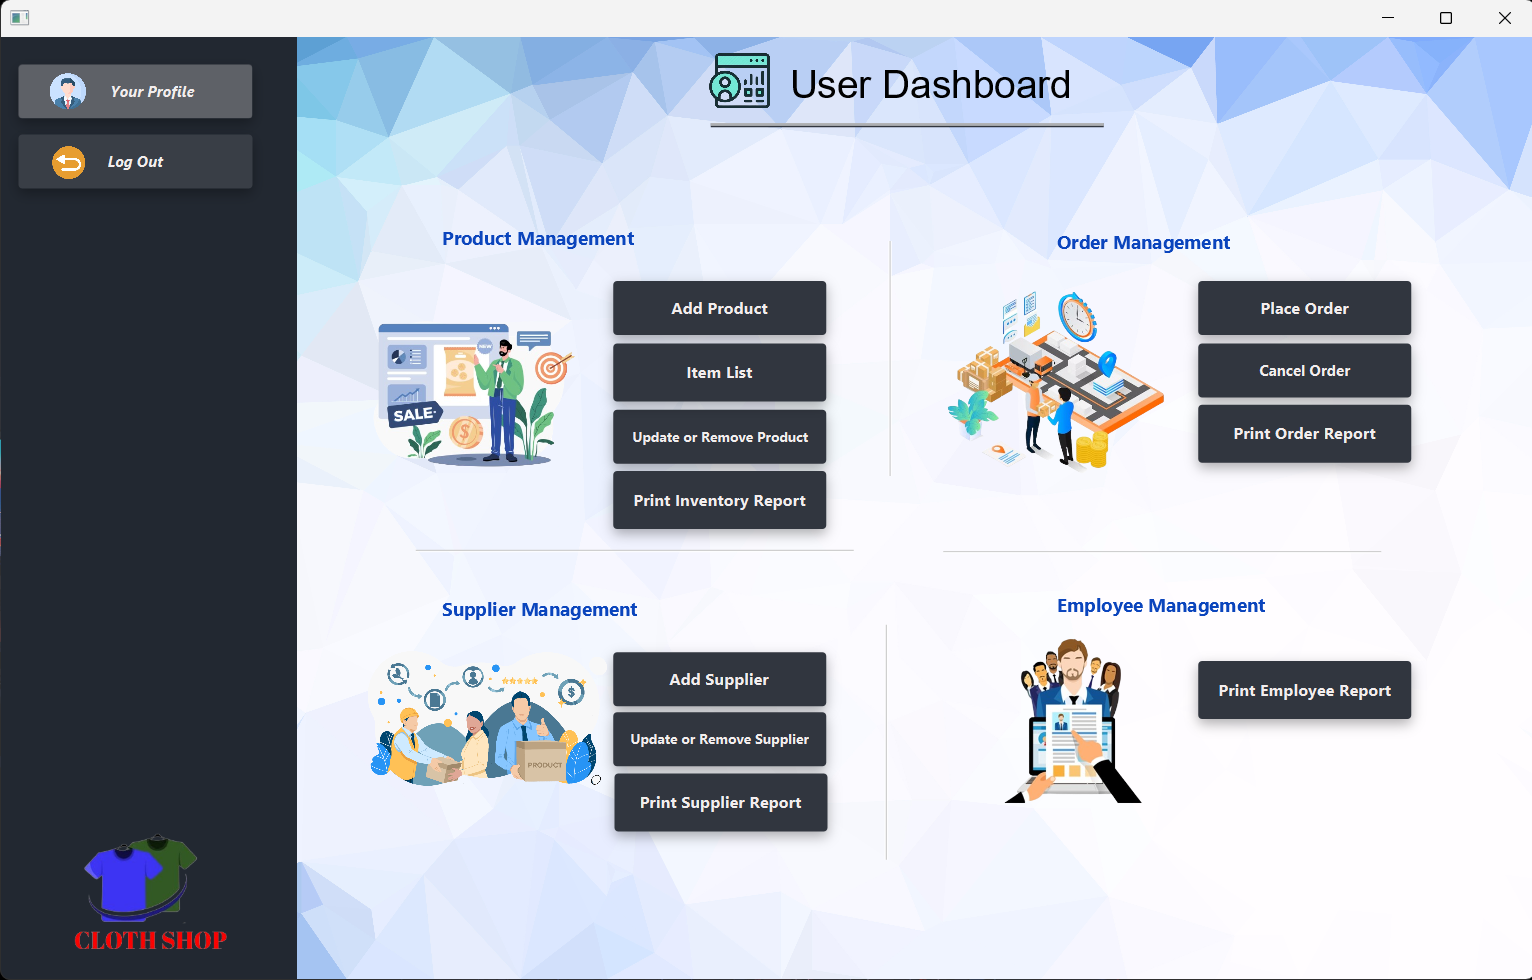 Your Profile
Log Out
User Dashboard
Product Management
NEW
SALE
Add Product
Item List
Update or Remove Product
Print Inventory Report
Order Management
Place Order
Cancel Order
Print Order Report
Supplier Management
PRODUCT
Add Supplier
Update or Remove Supplier
Print Supplier Report
Employee Management
Print Employee Report
CLOTH SHOP